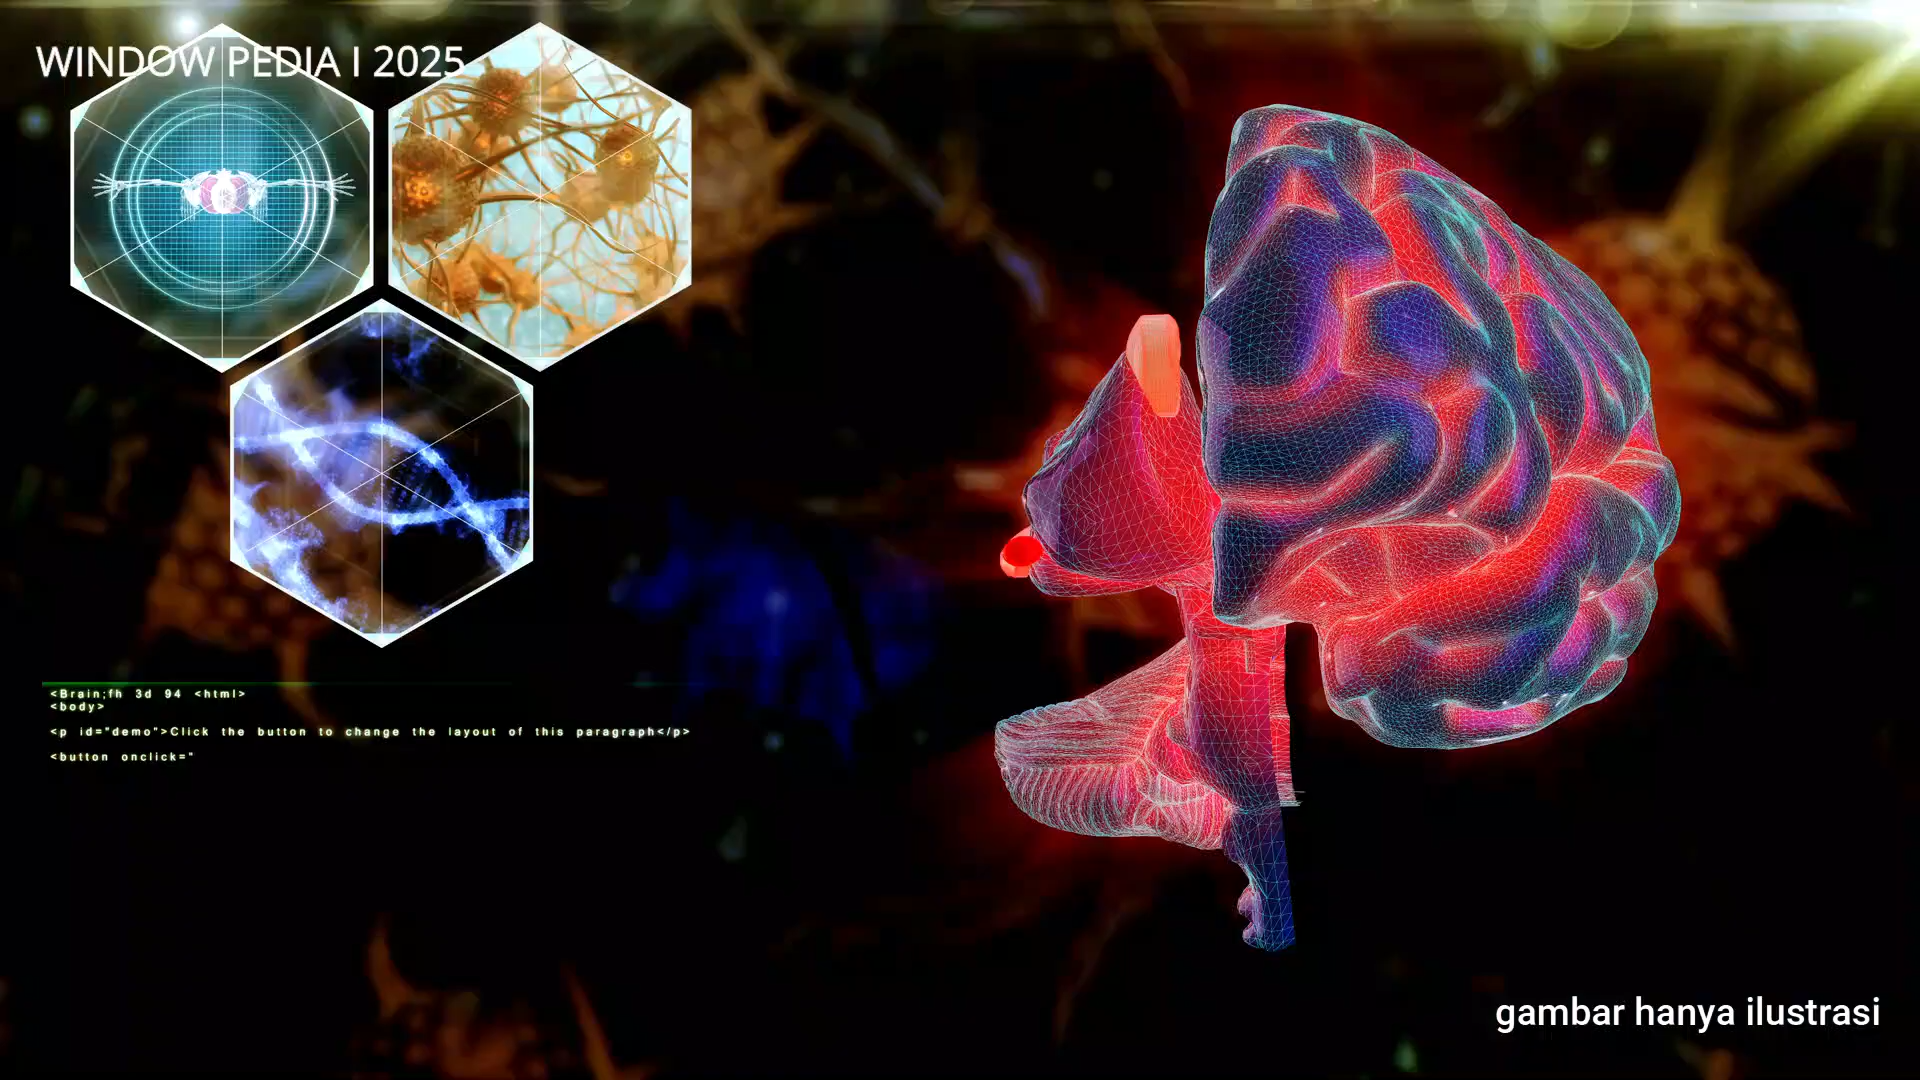 WINDOW PEDIA I 2025
<Brain;fh 3d 94 <html>
<body>
<p id="demo">Click the button to change the layout of this paragraph</p>
<button onclick="
gambar hanya ilustrasi